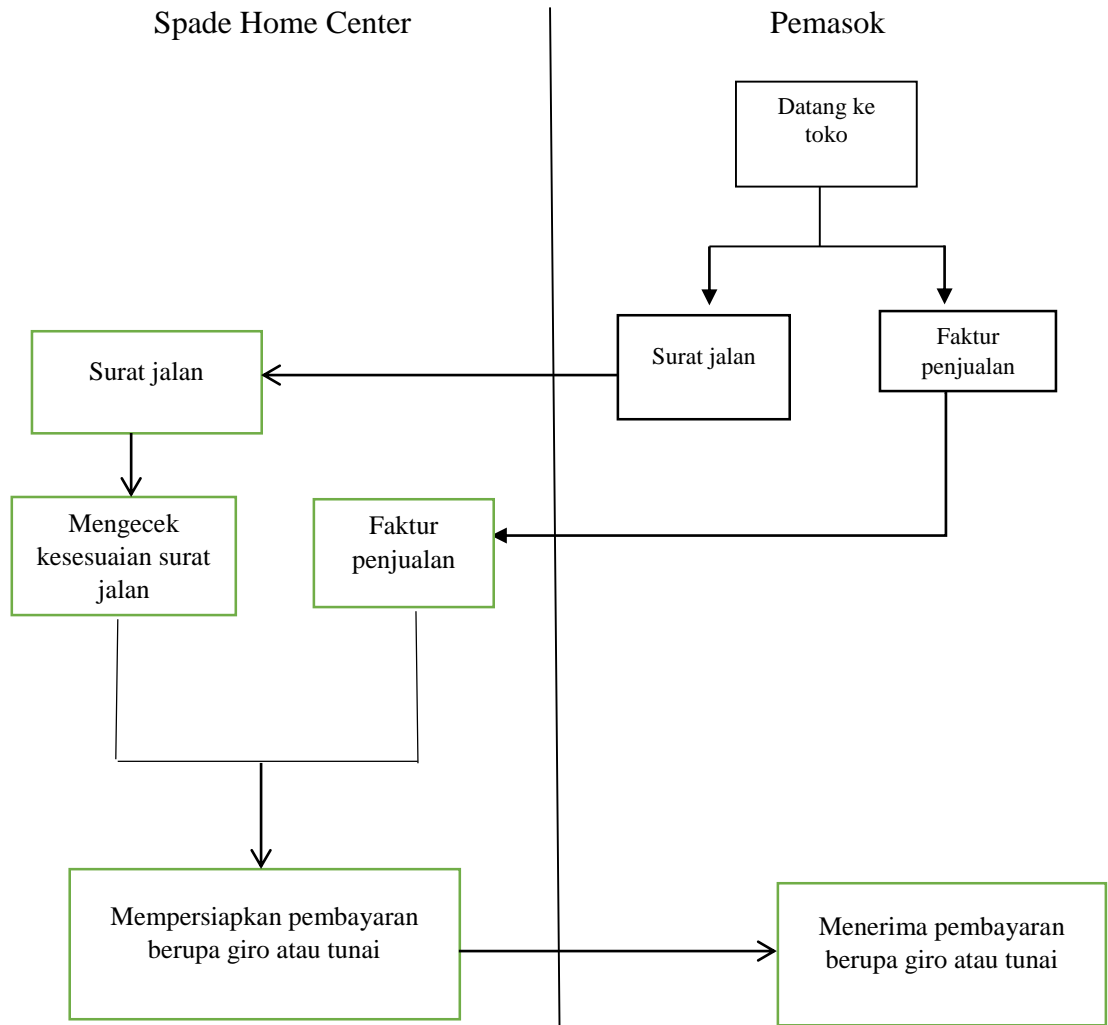 Spade Home Center
Pemasok
Datang ke
toko
Surat jalan
Faktur
penjualan
Surat jalan
Mengecek
kesesuaian surat
jalan
Faktur
penjualan
Mempersiapkan pembayaran
berupa giro atau tunai
Menerima pembayaran
berupa giro atau tunai